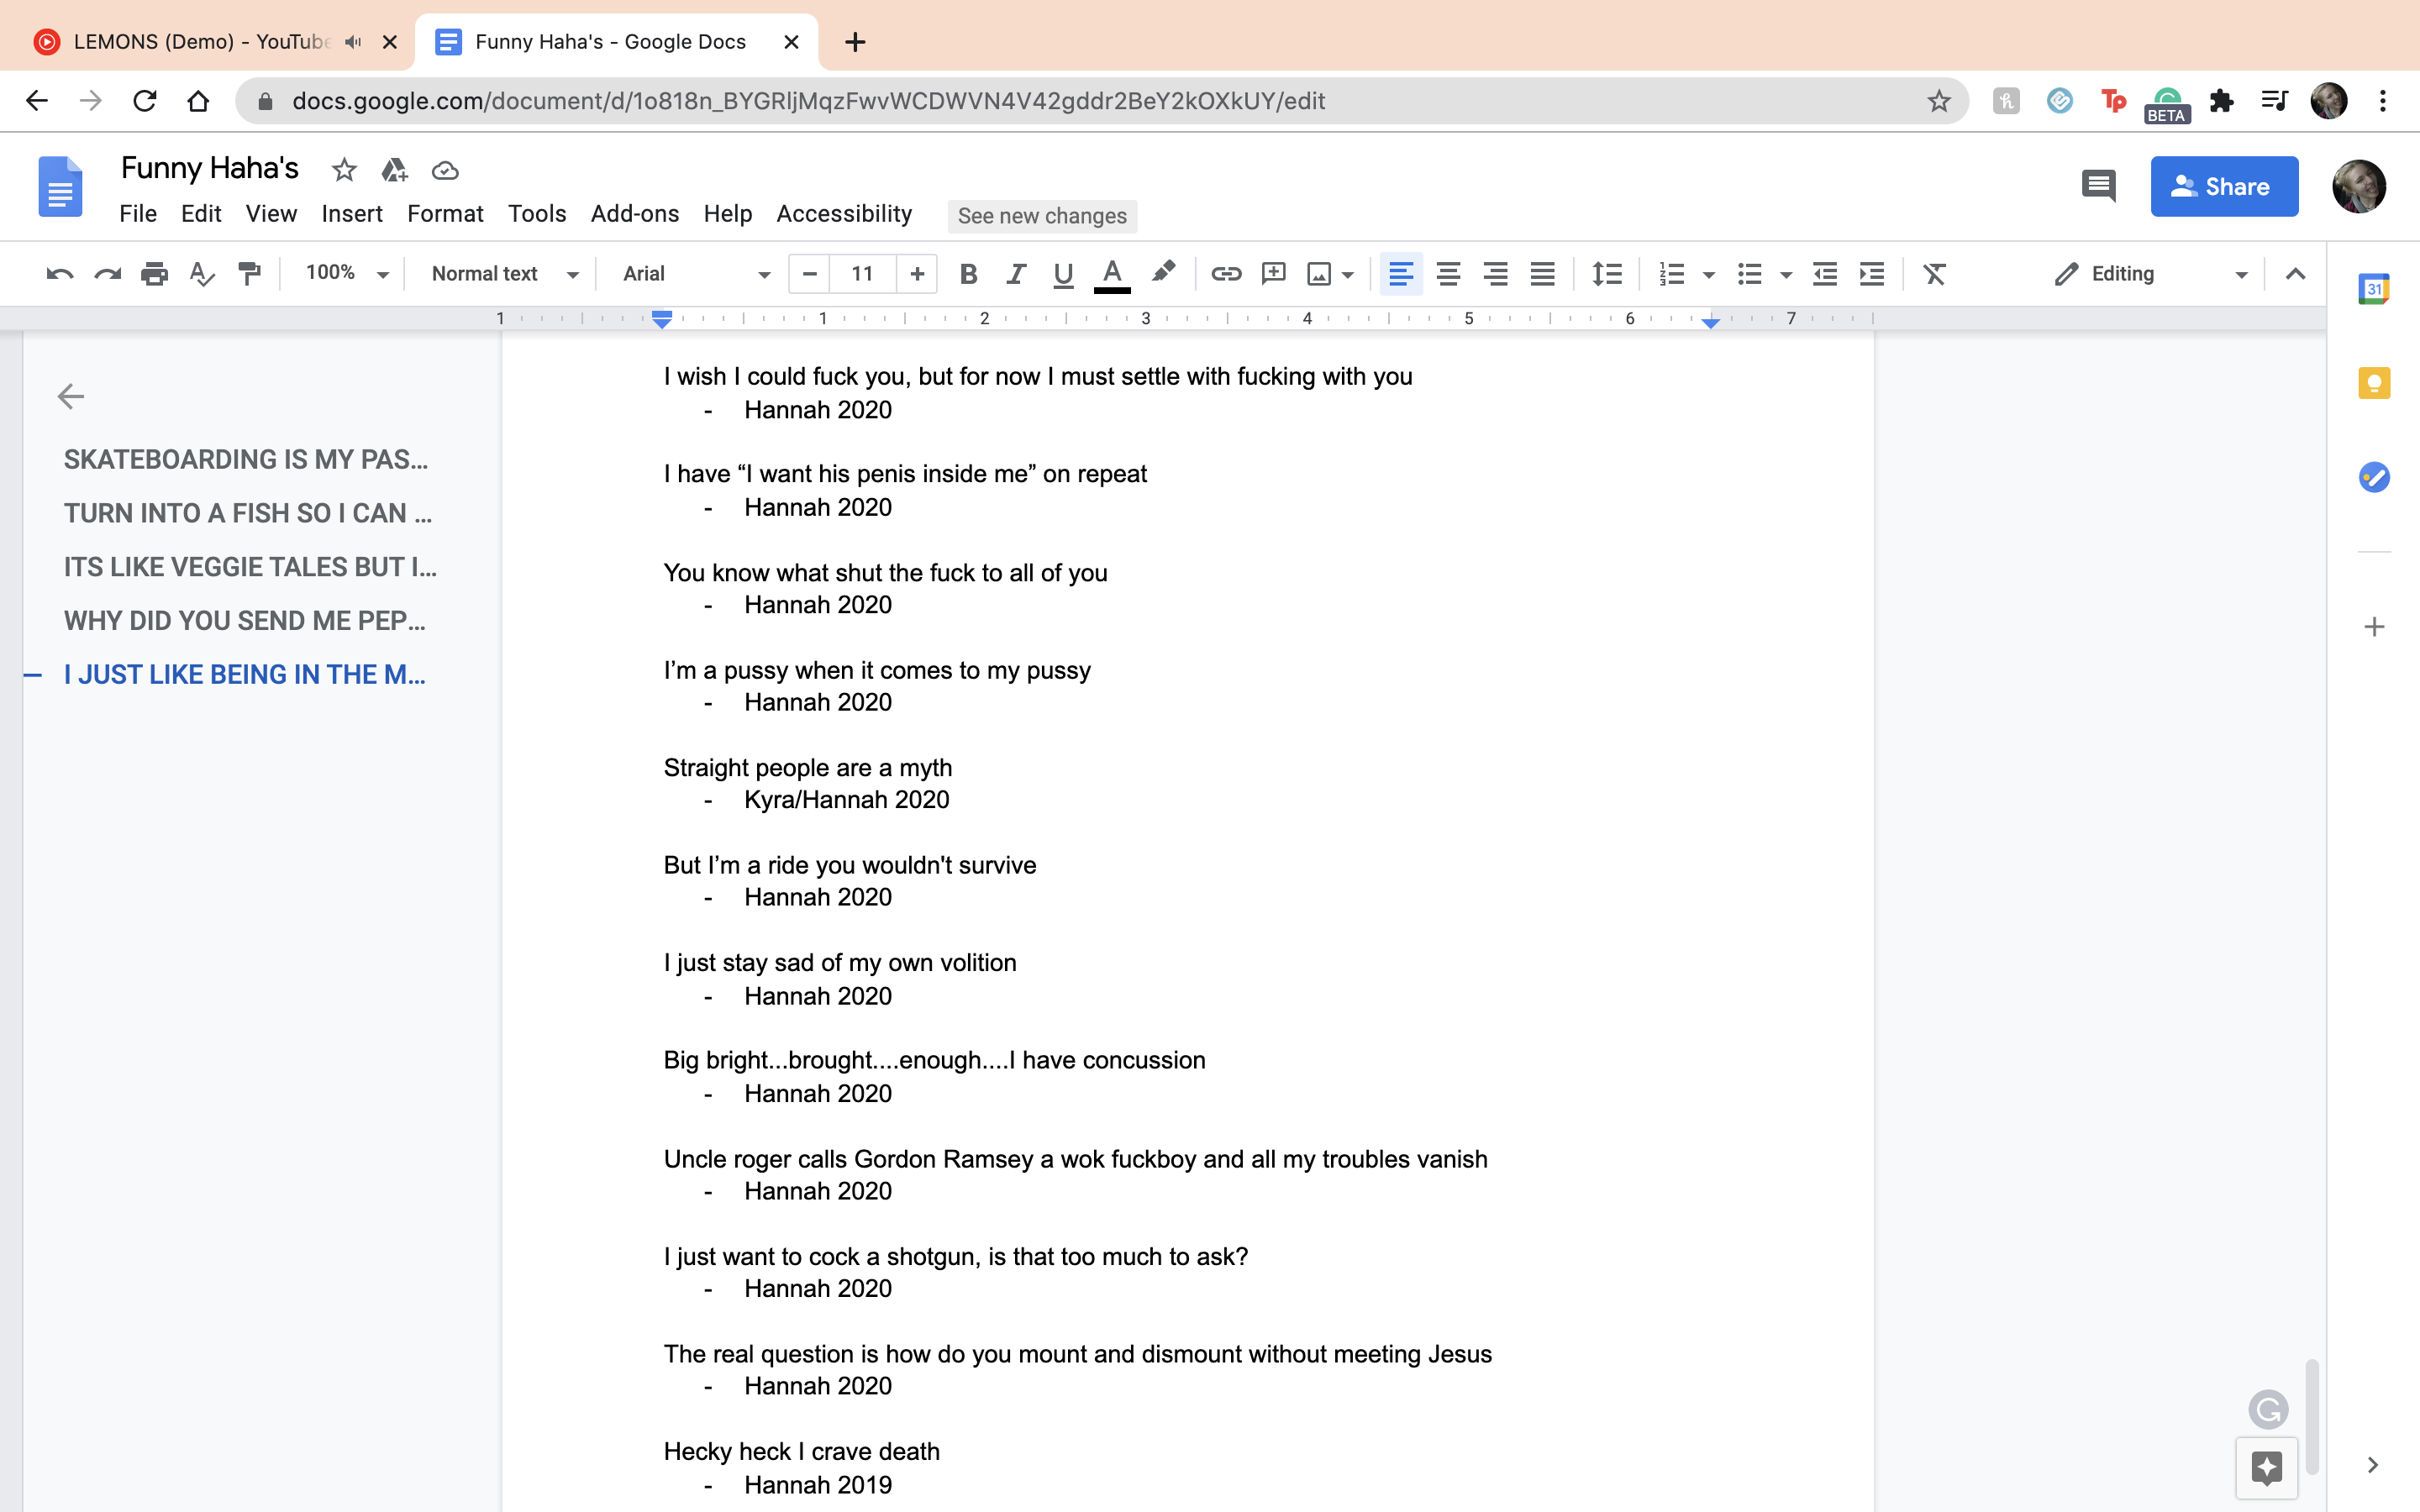 LEMONS (Demo) - YouTube
Funny Haha's - Google Docs
docs.google.com/document/d/1o818n_BYGRljMqzFwvWCDWVN4V42gddr2BeY2kOXkUY/edit
BETA
Funny Haha's
File Edit View Insert Format Tools Add-ons Help Accessibility See new changes
Share
100% Normal text Arial 11 Editing
1 1 2 3 4 5 6 7
31
SKATEBOARDING IS MY PAS...
TURN INTO A FISH SO I CAN ...
ITS LIKE VEGGIE TALES BUT I...
WHY DID YOU SEND ME PEP...
I JUST LIKE BEING IN THE M...
I wish I could fuck you, but for now I must settle with fucking with you
- Hannah 2020
I have “I want his penis inside me” on repeat
- Hannah 2020
You know what shut the fuck to all of you
- Hannah 2020
I’m a pussy when it comes to my pussy
- Hannah 2020
Straight people are a myth
- Kyra/Hannah 2020
But I’m a ride you wouldn't survive
- Hannah 2020
I just stay sad of my own volition
- Hannah 2020
Big bright...brought....enough....I have concussion
- Hannah 2020
Uncle roger calls Gordon Ramsey a wok fuckboy and all my troubles vanish
- Hannah 2020
I just want to cock a shotgun, is that too much to ask?
- Hannah 2020
The real question is how do you mount and dismount without meeting Jesus
- Hannah 2020
Hecky heck I crave death
- Hannah 2019